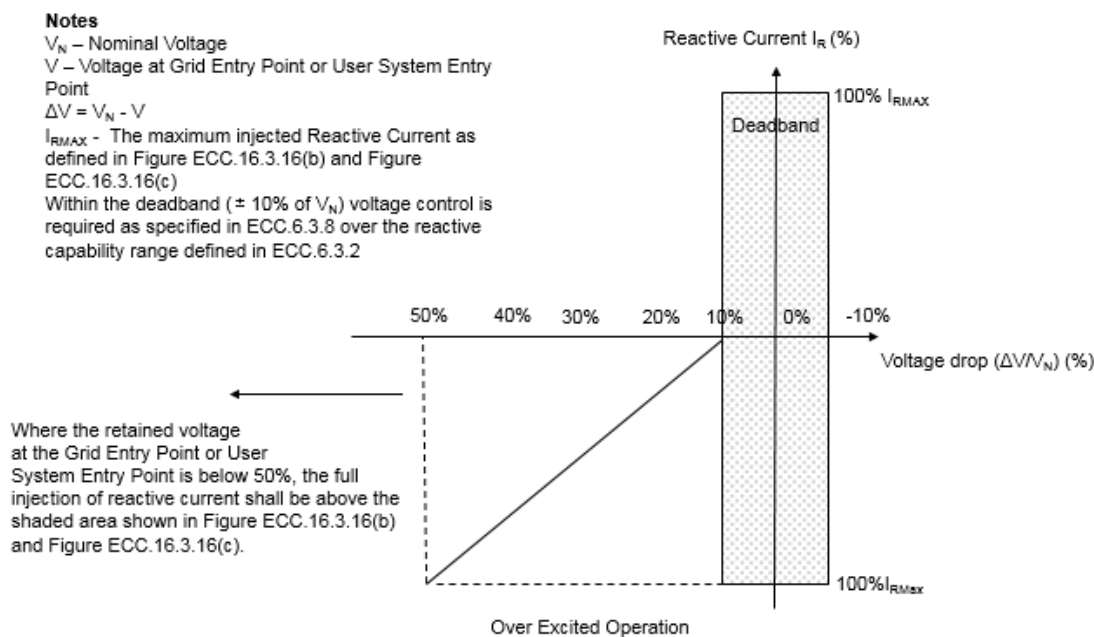 Notes
V_N – Nominal Voltage
V – Voltage at Grid Entry Point or User System Entry
Point
ΔV = V_N - V
I_RMAX - The maximum injected Reactive Current as
defined in Figure ECC.16.3.16(b) and Figure
ECC.16.3.16(c)
Within the deadband (± 10% of V_N) voltage control is
required as specified in ECC.6.3.8 over the reactive
capability range defined in ECC.6.3.2
Reactive Current I_R (%)
100% I_RMAX
Deadband
50% 40% 30% 20% 10% 0% -10%
Voltage drop (ΔV/V_N) (%)
Where the retained voltage
at the Grid Entry Point or User
System Entry Point is below 50%, the full
injection of reactive current shall be above the
shaded area shown in Figure ECC.16.3.16(b)
and Figure ECC.16.3.16(c).
100%I_RMax
Over Excited Operation